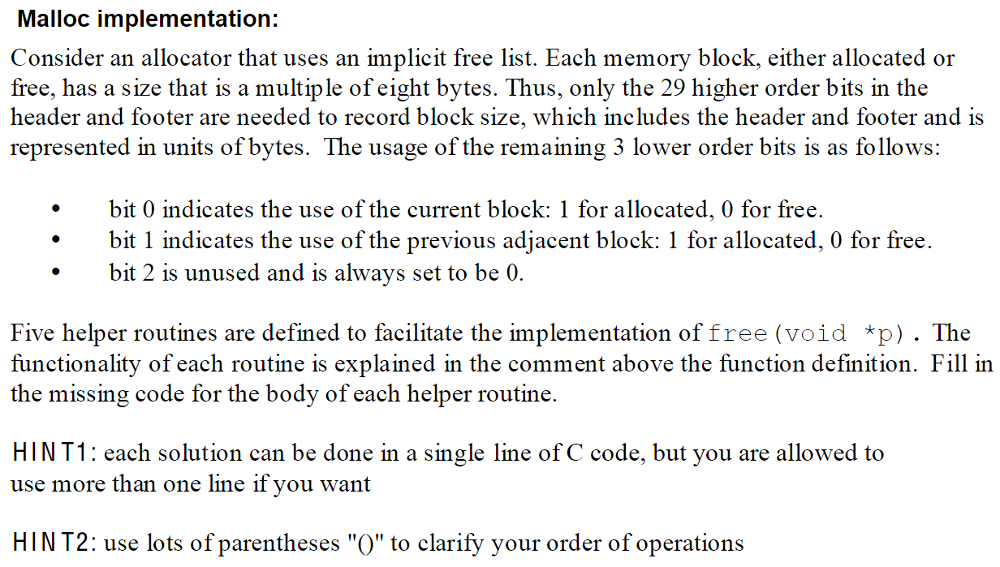 Malloc implementation:
Consider an allocator that uses an implicit free list. Each memory block, either allocated or
free, has a size that is a multiple of eight bytes. Thus, only the 29 higher order bits in the
header and footer are needed to record block size, which includes the header and footer and is
represented in units of bytes. The usage of the remaining 3 lower order bits is as follows:
• bit 0 indicates the use of the current block: 1 for allocated, 0 for free.
• bit 1 indicates the use of the previous adjacent block: 1 for allocated, 0 for free.
• bit 2 is unused and is always set to be 0.
Five helper routines are defined to facilitate the implementation of free(void *p). The
functionality of each routine is explained in the comment above the function definition. Fill in
the missing code for the body of each helper routine.
HINT1: each solution can be done in a single line of C code, but you are allowed to
use more than one line if you want
HINT2: use lots of parentheses "()" to clarify your order of operations